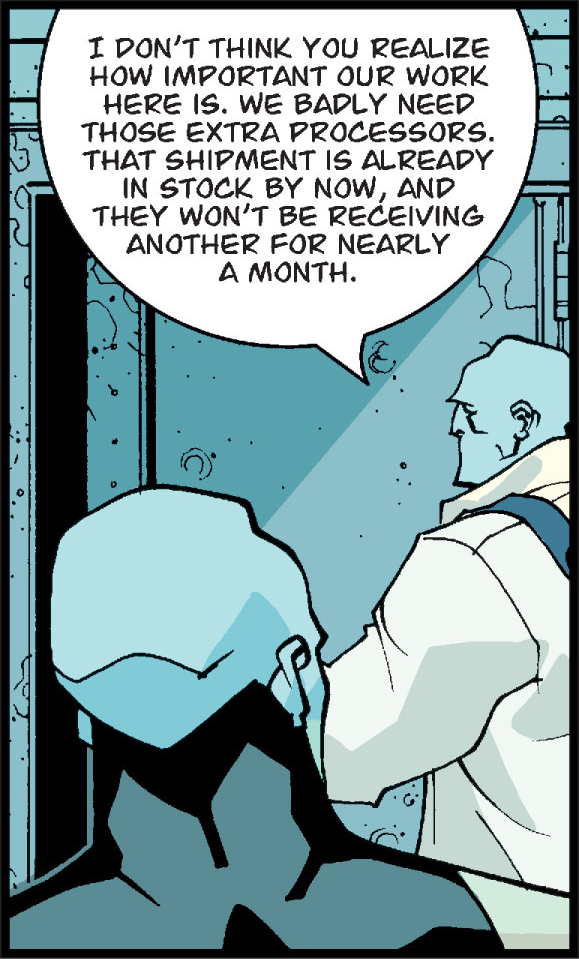 I DON'T THINK YOU REALIZE
HOW IMPORTANT OUR WORK
HERE IS. WE BADLY NEED
THOSE EXTRA PROCESSORS.
THAT SHIPMENT IS ALREADY
IN STOCK BY NOW, AND
THEY WON'T BE RECEIVING
ANOTHER FOR NEARLY
A MONTH.